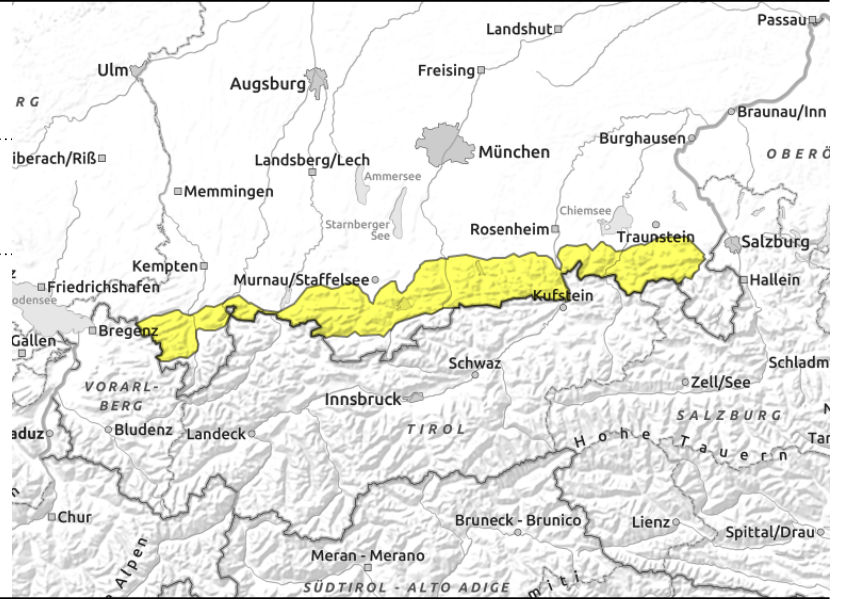 Passau
Landshut
Ulm
Freising
Augsburg
RG
Braunau/Inn
Burghausen
iberach/Riß
Landsberg/Lech
München
OBERÖ
Ammersee
Memmingen
Starnberger
See
Chiemsee
Rosenheim
Traunstein
Salzburg
Kempten
Murnau/Staffelsee
Hallein
z
Friedrichshafen
odensee
Kufstein
Bregenz
Gallen
Schwaz
Schladm
VORARL-
BERG
Zell/See
Innsbruck
SALZBURG
N
aduz
Bludenz
Landeck
TIROL
Hohe Tauern
Tar
n
Chur
Bruneck - Brunico
Lienz
Spittal/Drau
Alpen
Meran - Merano
SÜDTIROL - ALTO ADIGE
miti